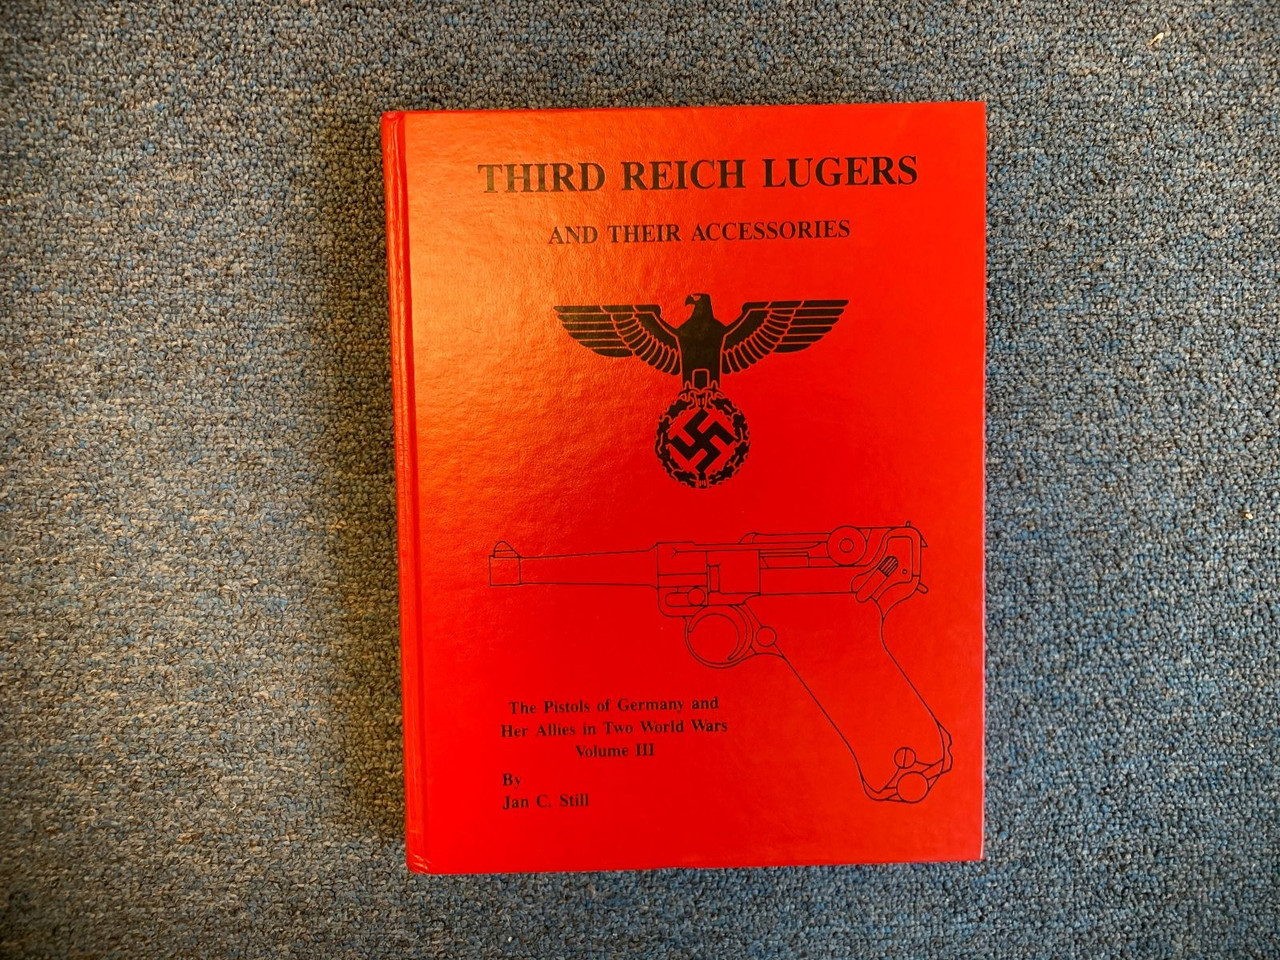 THIRD REICH LUGERS
AND THEIR ACCESSORIES
The Pistols of Germany and
Her Allies in Two World Wars
Volume III
By
Jan C. Still